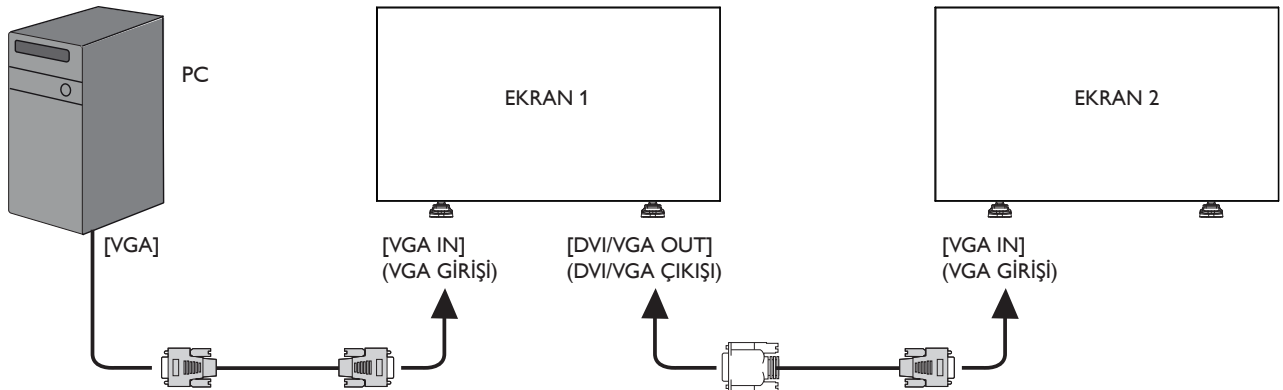 PC
EKRAN 1
EKRAN 2
[VGA]
[VGA IN]
(VGA GİRİŞİ)
[DVI/VGA OUT]
(DVI/VGA ÇIKIŞI)
[VGA IN]
(VGA GİRİŞİ)